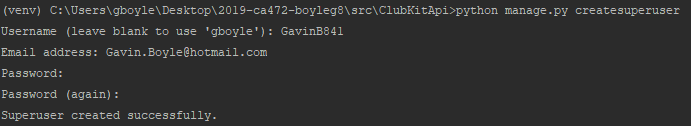 (venv) C:\Users\gboyle\Desktop\2019-ca472-boyleg8\src\ClubKitApi>python manage.py createsuperuser
Username (leave blank to use 'gboyle'): GavinB841
Email address: Gavin.Boyle@hotmail.com
Password:
Password (again):
Superuser created successfully.